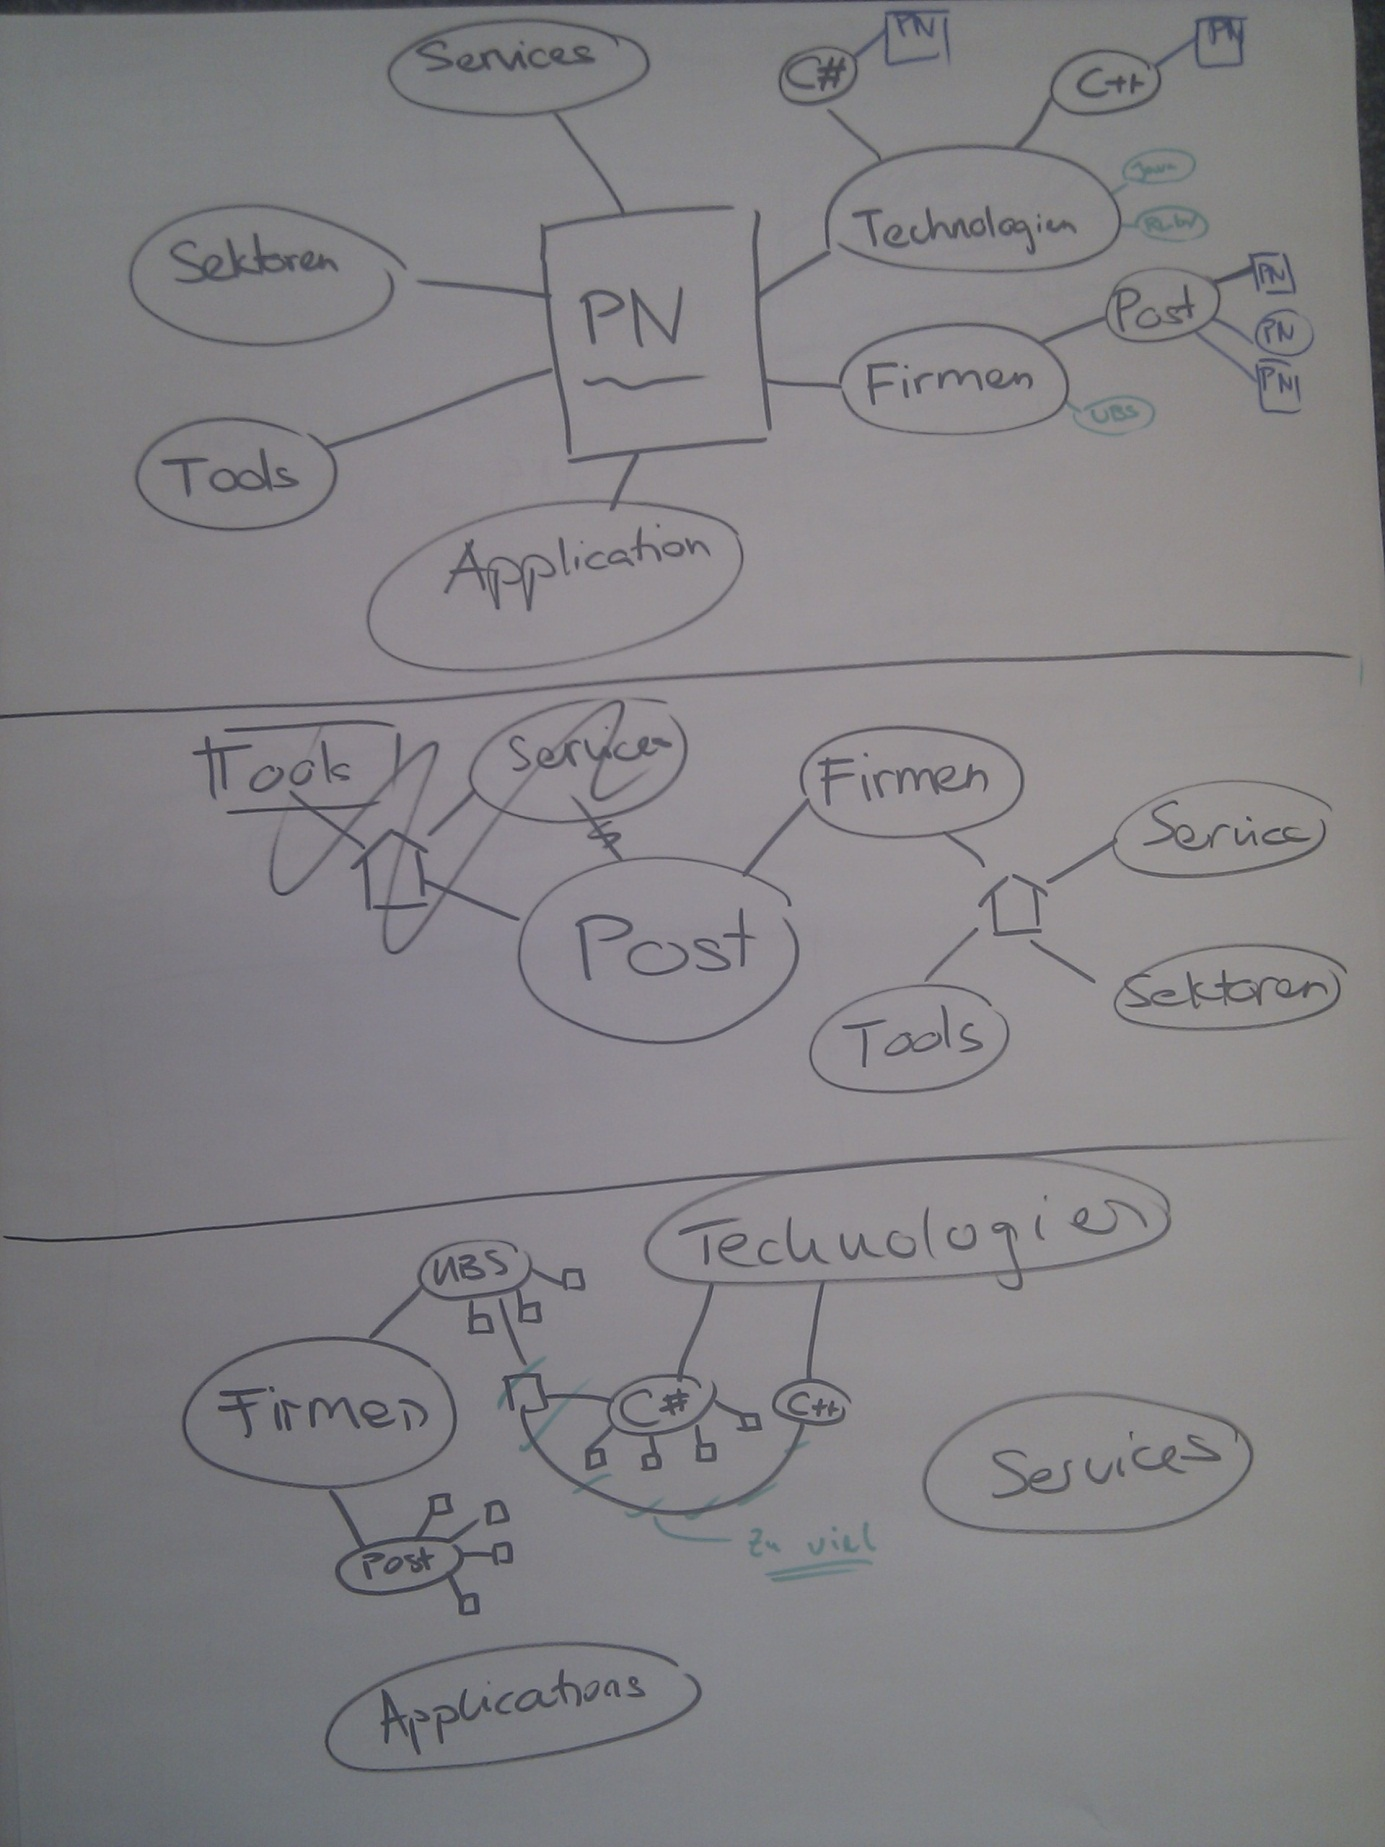 Services
C#
PN
C++
PN
Java
Technologien
Sektoren
PN
Post
PN
PN
PN
Firmen
UBS
Tools
Application
Tools
Services
Firmen
Service
Post
Sektoren
Tools
Technologien
UBS
Firmen
C#
C++
Services
Post
zu viel
Applications